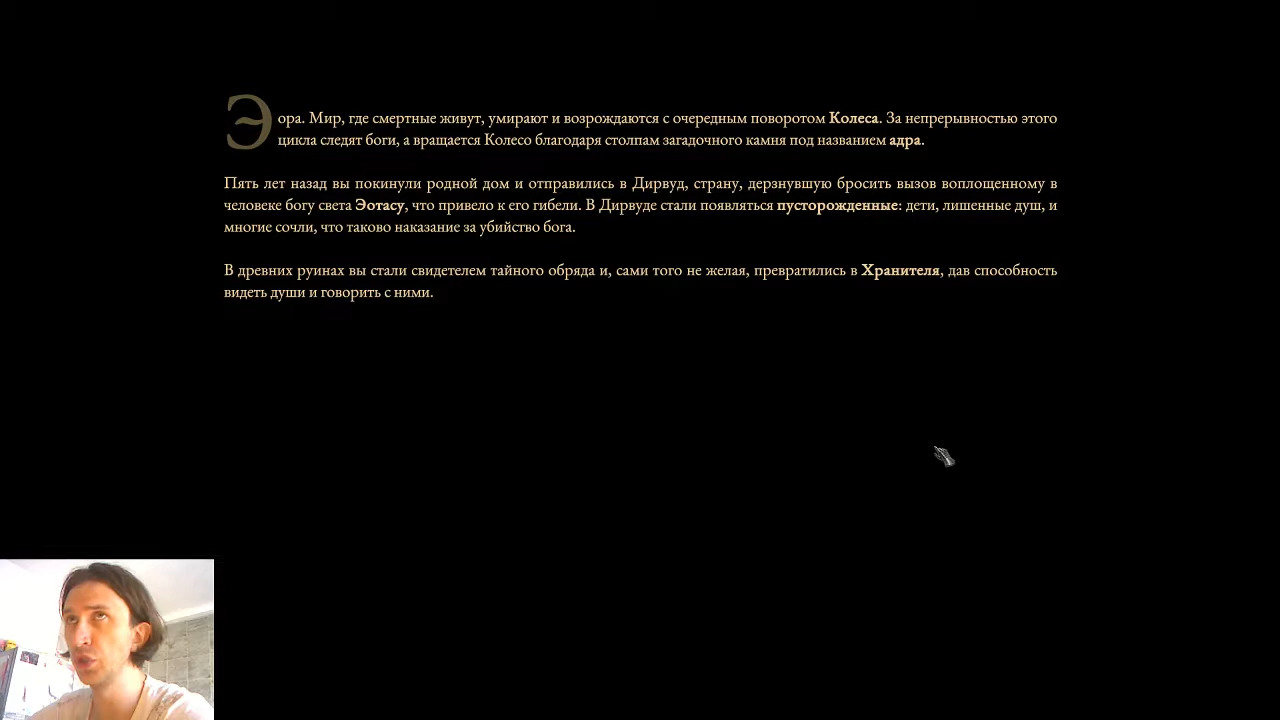 Эора. Мир, где смертные живут, умирают и возрождаются с очередным поворотом Колеса. За непрерывностью этого
цикла следят боги, а вращается Колесо благодаря столпам загадочного камня под названием адра.
Пять лет назад вы покинули родной дом и отправились в Дирвуд, страну, дерзнувшую бросить вызов воплощенному в
человеке богу света Эотасу, что привело к его гибели. В Дирвуде стали появляться пусторожденные: дети, лишенные душ, и
многие сочли, что таково наказание за убийство бога.
В древних руинах вы стали свидетелем тайного обряда и, сами того не желая, превратились в Хранителя, дав способность
видеть души и говорить с ними.